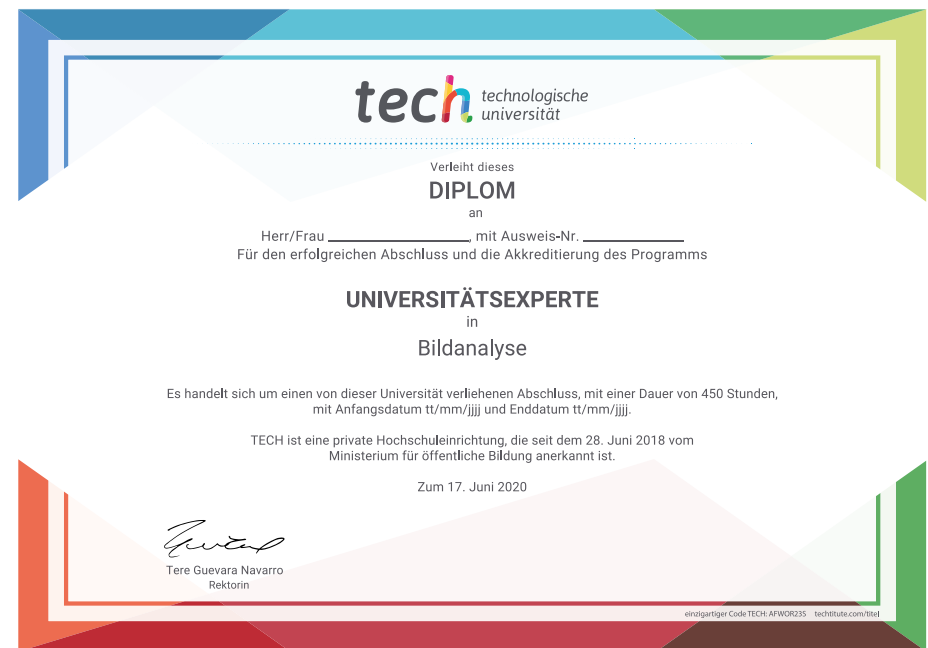 tech technologische
universität
Verleiht dieses
DIPLOM
an
Herr/Frau ________________, mit Ausweis-Nr. ____________
Für den erfolgreichen Abschluss und die Akkreditierung des Programms
UNIVERSITÄTSEXPERTE
in
Bildanalyse
Es handelt sich um einen von dieser Universität verliehenen Abschluss, mit einer Dauer von 450 Stunden,
mit Anfangsdatum tt/mm/jjjj und Enddatum tt/mm/jjjj.
TECH ist eine private Hochschuleinrichtung, die seit dem 28. Juni 2018 vom
Ministerium für öffentliche Bildung anerkannt ist.
Zum 17. Juni 2020
Tere Guevara Navarro
Rektorin
einzigartiger Code TECH: AFWOR23S techtitute.com/titel